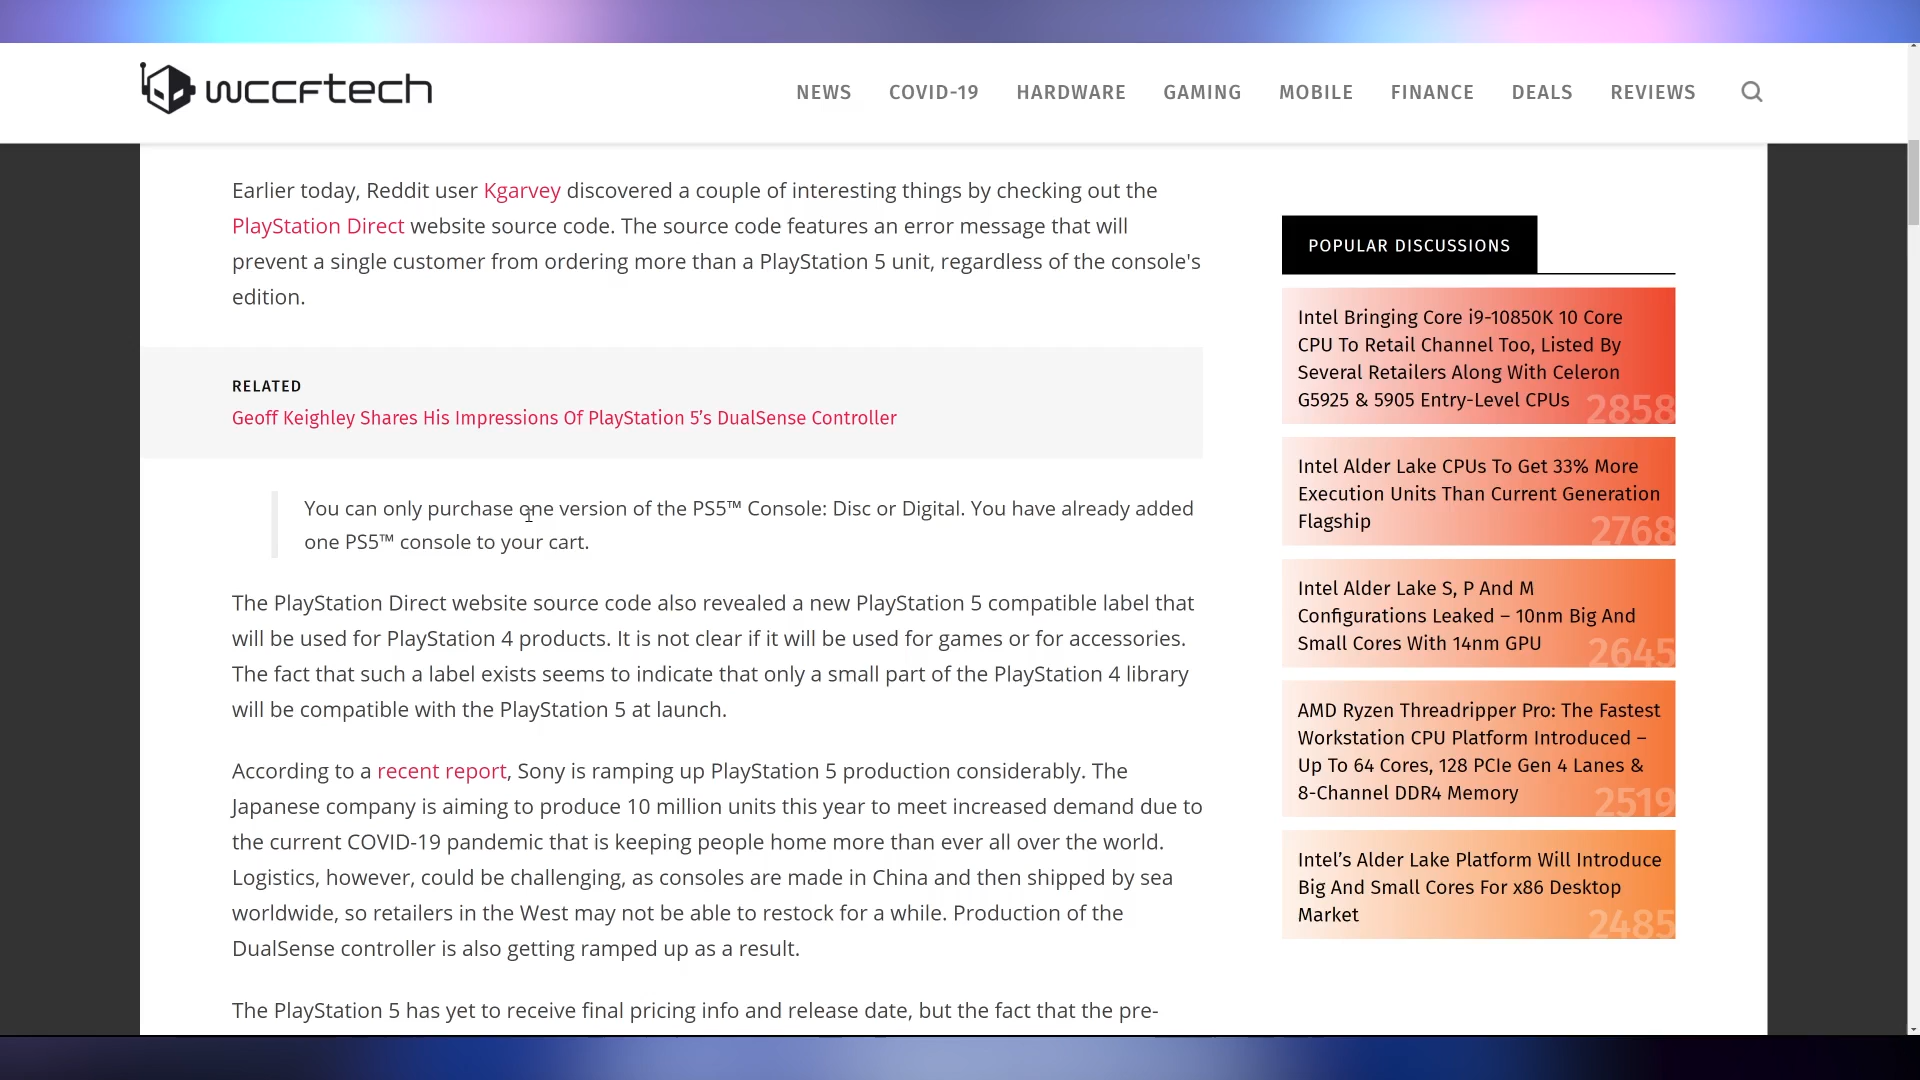 wccftech
NEWS COVID-19 HARDWARE GAMING MOBILE FINANCE DEALS REVIEWS
Earlier today, Reddit user Kgarvey discovered a couple of interesting things by checking out the
PlayStation Direct website source code. The source code features an error message that will
prevent a single customer from ordering more than a PlayStation 5 unit, regardless of the console's
edition.
RELATED
Geoff Keighley Shares His Impressions Of PlayStation 5’s DualSense Controller
You can only purchase one version of the PS5™ Console: Disc or Digital. You have already added
one PS5™ console to your cart.
The PlayStation Direct website source code also revealed a new PlayStation 5 compatible label that
will be used for PlayStation 4 products. It is not clear if it will be used for games or for accessories.
The fact that such a label exists seems to indicate that only a small part of the PlayStation 4 library
will be compatible with the PlayStation 5 at launch.
According to a recent report, Sony is ramping up PlayStation 5 production considerably. The
Japanese company is aiming to produce 10 million units this year to meet increased demand due to
the current COVID-19 pandemic that is keeping people home more than ever all over the world.
Logistics, however, could be challenging, as consoles are made in China and then shipped by sea
worldwide, so retailers in the West may not be able to restock for a while. Production of the
DualSense controller is also getting ramped up as a result.
The PlayStation 5 has yet to receive final pricing info and release date, but the fact that the pre-
POPULAR DISCUSSIONS
Intel Bringing Core i9-10850K 10 Core
CPU To Retail Channel Too, Listed By
Several Retailers Along With Celeron
G5925 & 5905 Entry-Level CPUs
2858
Intel Alder Lake CPUs To Get 33% More
Execution Units Than Current Generation
Flagship
2768
Intel Alder Lake S, P And M
Configurations Leaked – 10nm Big And
Small Cores With 14nm GPU
2645
AMD Ryzen Threadripper Pro: The Fastest
Workstation CPU Platform Introduced –
Up To 64 Cores, 128 PCIe Gen 4 Lanes &
8-Channel DDR4 Memory
2519
Intel’s Alder Lake Platform Will Introduce
Big And Small Cores For x86 Desktop
Market
2485